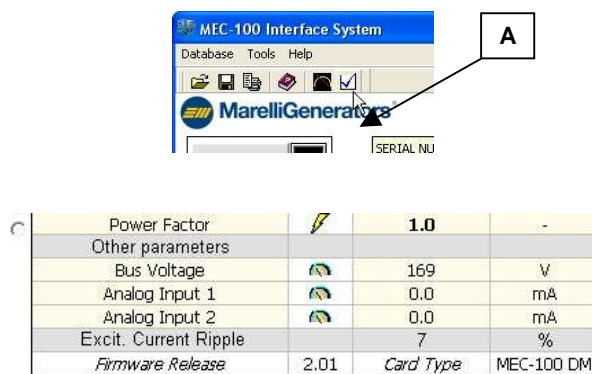 MEC-100 Interface System
A
Database Tools Help
MarelliGenerators
SERIAL NU
Power Factor 1.0 -
Other parameters
Bus Voltage 169 V
Analog Input 1 0.0 mA
Analog Input 2 0.0 mA
Excit. Current Ripple 7 %
Firmware Release 2.01 Card Type MEC-100 DM